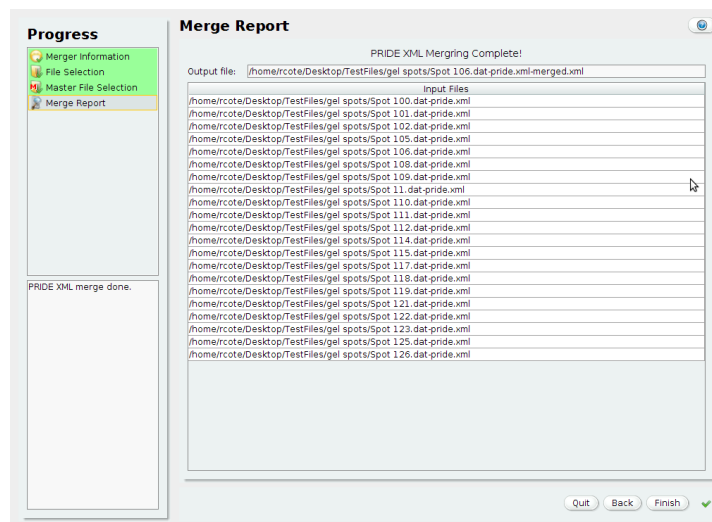 Progress
Merger Information
File Selection
Master File Selection
Merge Report
PRIDE XML merge done.
Merge Report
PRIDE XML Mergring Complete!
Output file: /home/rcote/Desktop/TestFiles/gel spots/Spot 106.dat-pride.xml-merged.xml
Input Files
/home/rcote/Desktop/TestFiles/gel spots/Spot 100.dat-pride.xml
/home/rcote/Desktop/TestFiles/gel spots/Spot 101.dat-pride.xml
/home/rcote/Desktop/TestFiles/gel spots/Spot 102.dat-pride.xml
/home/rcote/Desktop/TestFiles/gel spots/Spot 105.dat-pride.xml
/home/rcote/Desktop/TestFiles/gel spots/Spot 106.dat-pride.xml
/home/rcote/Desktop/TestFiles/gel spots/Spot 108.dat-pride.xml
/home/rcote/Desktop/TestFiles/gel spots/Spot 109.dat-pride.xml
/home/rcote/Desktop/TestFiles/gel spots/Spot 11.dat-pride.xml
/home/rcote/Desktop/TestFiles/gel spots/Spot 110.dat-pride.xml
/home/rcote/Desktop/TestFiles/gel spots/Spot 111.dat-pride.xml
/home/rcote/Desktop/TestFiles/gel spots/Spot 112.dat-pride.xml
/home/rcote/Desktop/TestFiles/gel spots/Spot 114.dat-pride.xml
/home/rcote/Desktop/TestFiles/gel spots/Spot 115.dat-pride.xml
/home/rcote/Desktop/TestFiles/gel spots/Spot 117.dat-pride.xml
/home/rcote/Desktop/TestFiles/gel spots/Spot 118.dat-pride.xml
/home/rcote/Desktop/TestFiles/gel spots/Spot 119.dat-pride.xml
/home/rcote/Desktop/TestFiles/gel spots/Spot 121.dat-pride.xml
/home/rcote/Desktop/TestFiles/gel spots/Spot 122.dat-pride.xml
/home/rcote/Desktop/TestFiles/gel spots/Spot 123.dat-pride.xml
/home/rcote/Desktop/TestFiles/gel spots/Spot 125.dat-pride.xml
/home/rcote/Desktop/TestFiles/gel spots/Spot 126.dat-pride.xml
Quit Back Finish